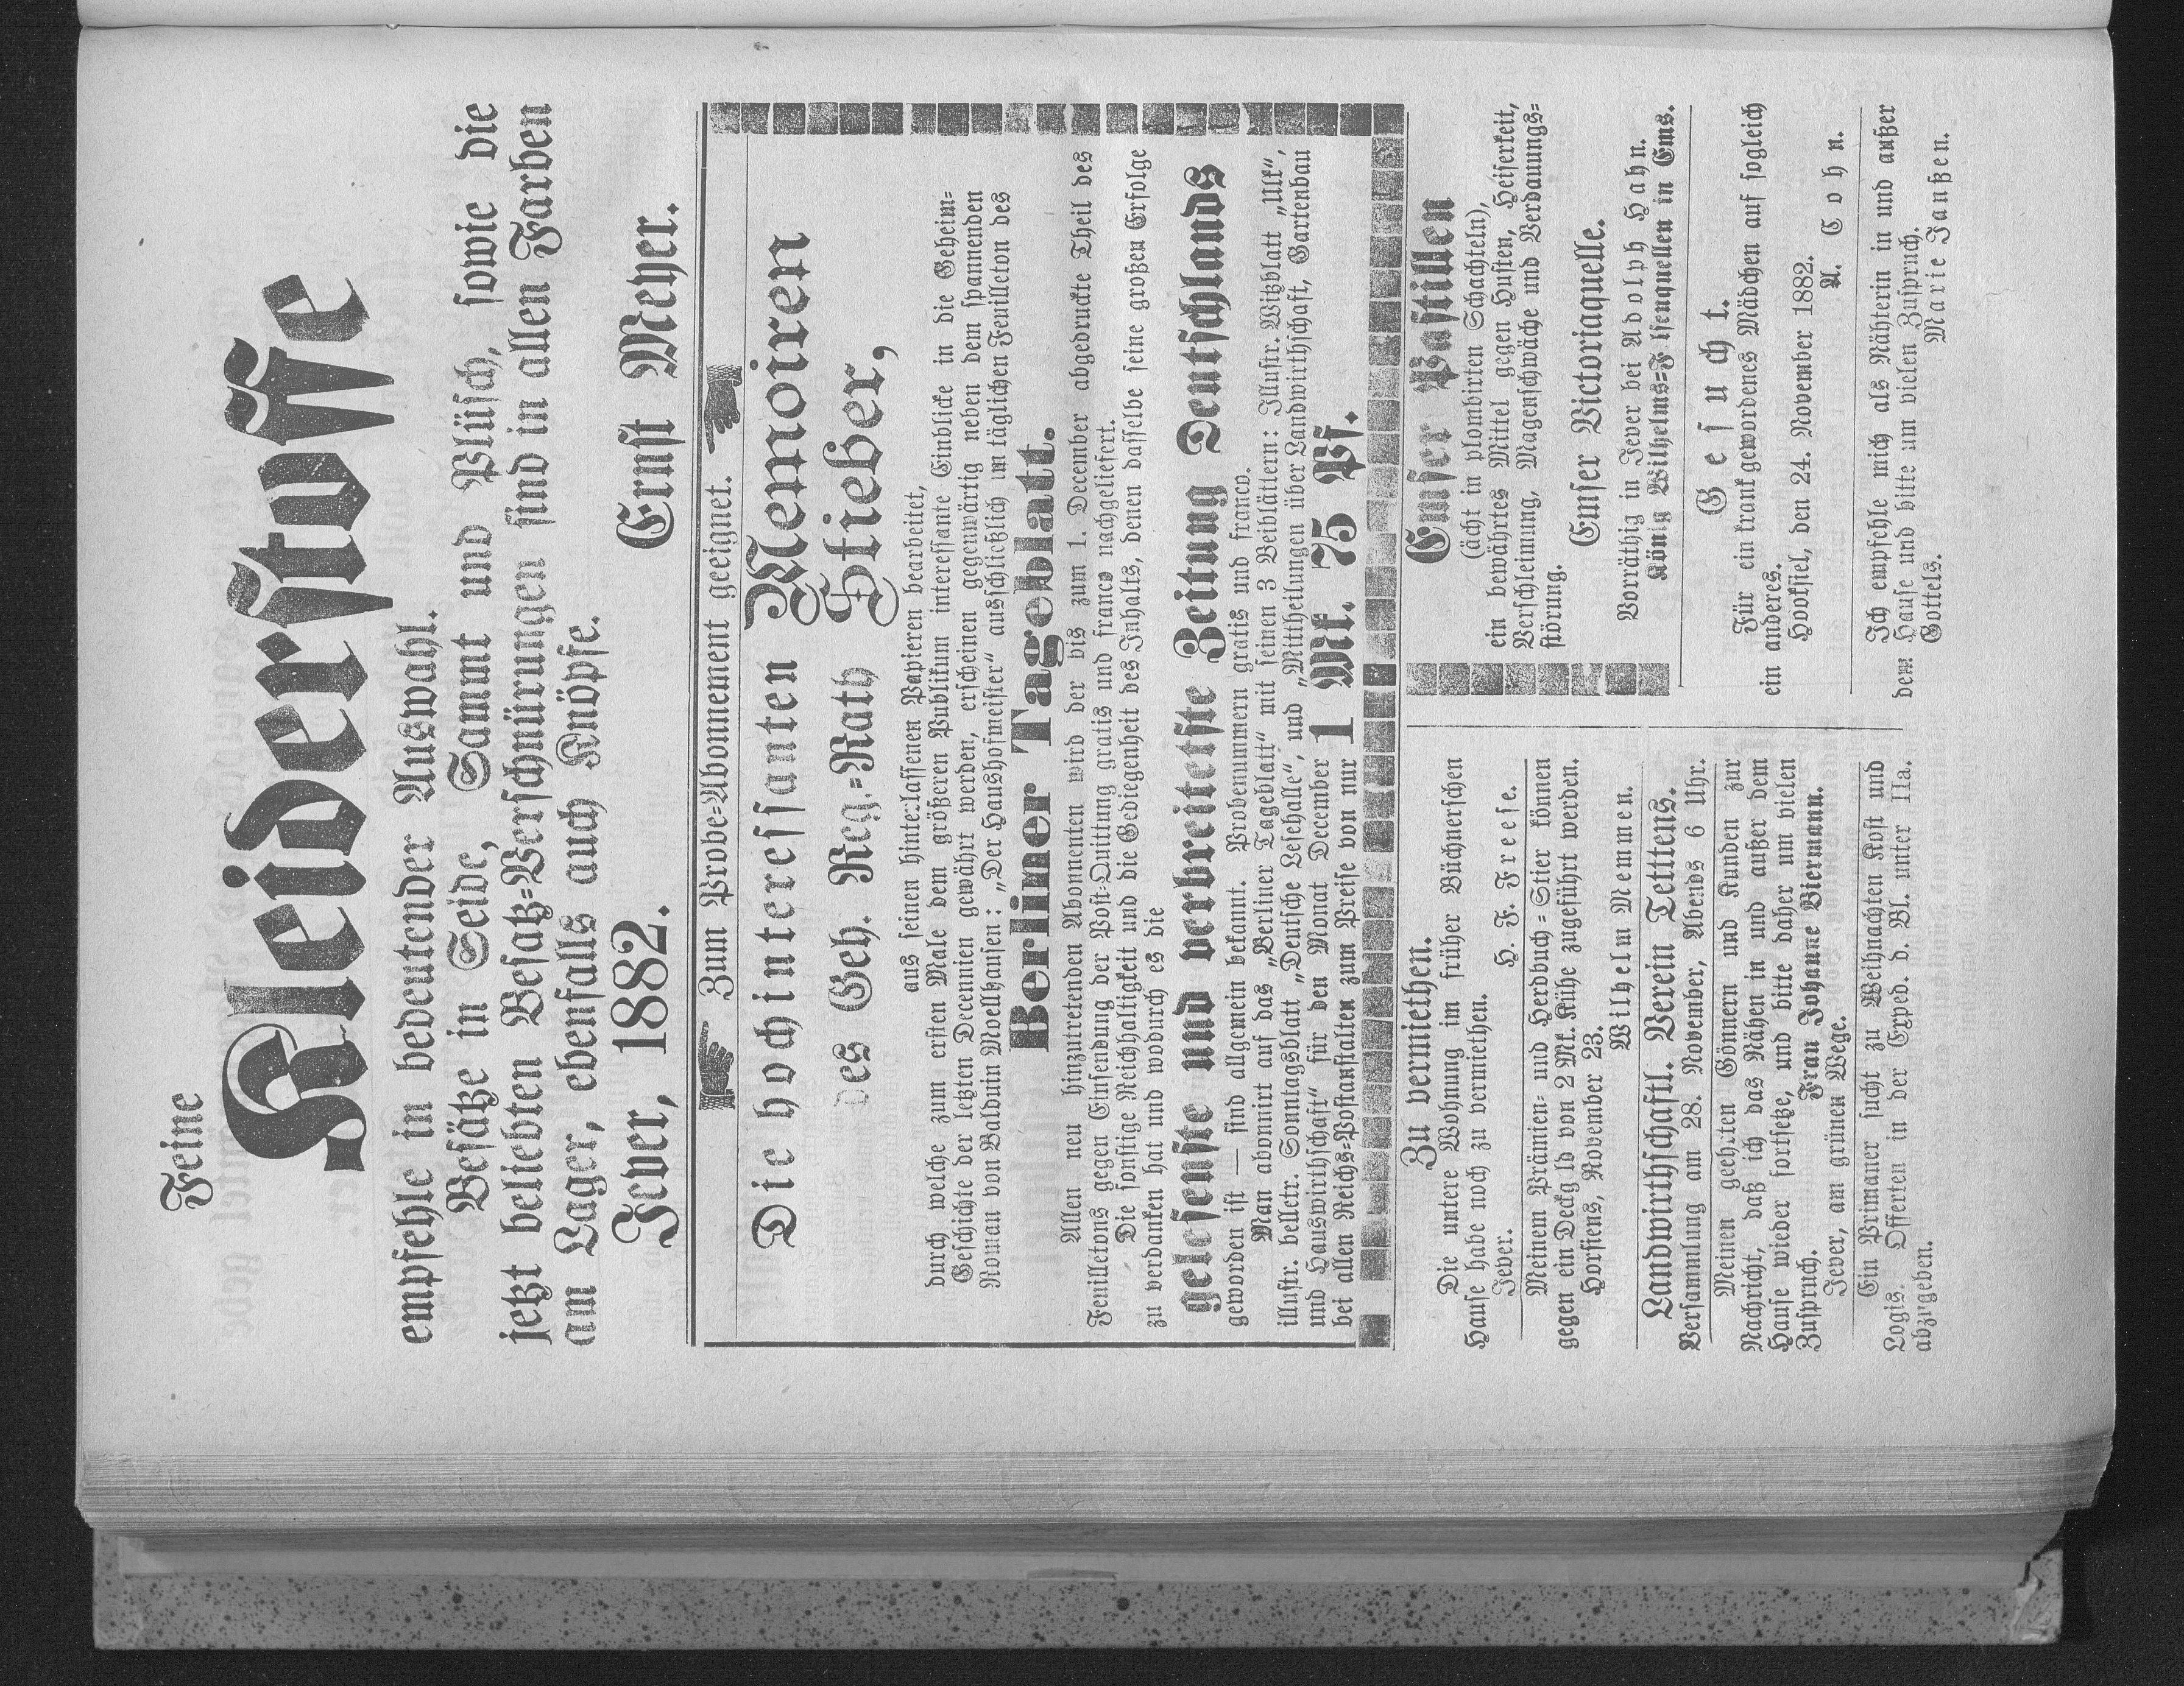 Feine
Kleiderstoffe
empfehle in bedeutender Auswahl.
Besätze in Seide, Sammt und Plüsch, sowie die
jetzt beliebten Besatz=Verschnürungen sind in allen Farben
am Lager, ebenfalls auch Knöpfe.
Jever, 1882. Ernst Meyer.
Zum Probe=Abonnement geeignet.
Die hochinteressanten Memoiren
des Geh. Reg.=Rath Stieber,
aus seinen hinterlassenen Papieren bearbeitet,
durch welche zum ersten Male dem größeren Publikum interessante Einblicke in die Geheim=
Geschichte der letzten Decennien gewährt werden, erscheinen gegenwärtig neben dem spannenden
Roman von Balduin Moellhausen: „Der Haushofmeister“ ausschließlich im täglichen Feuilleton des
Berliner Tageblatt.
Allen neu hinzutretenden Abonnenten wird der bis zum 1. December abgedruckte Theil des
Feuilletons gegen Einsendung der Post=Quittung gratis und franco nachgeliefert.
Die sonstige Reichhaltigkeit und die Gediegenheit des Inhalts, denen dasselbe seine großen Erfolge
zu verdanken hat und wodurch es die
gelesenste und verbreitetste Zeitung Deutschlands
geworden ist — sind allgemein bekannt. Probenummern gratis und franco.
Man abonnirt auf das „Berliner Tageblatt“ mit seinen 3 Beiblättern: Illustr. Witzblatt „Ulk“,
illustr. belletr. Sonntagsblatt „Deutsche Lesehalle“, und „Mittheilungen über Landwirthschaft, Gartenbau
und Hauswirthschaft“ für den Monat December
bei allen Reichs=Postanstalten zum Preise von nur 1 Mk. 75 Pf.
Zu vermiethen.
Die untere Wohnung im früher Büchnerschen
Hause habe noch zu vermiethen.
Jever. H. F. Freese.
Meinem Prämien= und Herdbuch=Stier können
gegen ein Deckg ld von 2 Mk. Kühe zugeführt werden.
Horsiens, November 23.
Wilhelm Memmen.
Landwirthschaftl. Verein Tettens.
Versammlung am 28. November, Abends 6 Uhr.
Meinen geehrten Gönnern und Kunden zur
Nachricht, daß ich das Nähen in und außer dem
Hause wieder fortsetze, und bitte daher um vielen
Zuspruch. Frau Johanne Biermann.
Jever, am grünen Wege.
Ein Primaner sucht zu Weihnachten Kost und
Logis. Offerten in der Exped. d. Bl. unter IIa.
abzugeben.
Emser Pastillen
(ächt in plombirten Schachteln),
ein bewährtes Mittel gegen Husten, Heiserkeit,
Verschleimung, Magenschwäche und Verdauungs=
störung.
Emser Victoriaquelle.
Vorräthig in Jever bei Adolph Hahn.
König Wilhelms=F lsenquellen in Ems.
Gesucht.
Für ein krank gewordenes Mädchen auf sogleich
ein anderes.
Hooksiel, den 24. November 1882.
A. Cohn.
Ich empfehle mich als Nähterin in und außer
dem Hause und bitte um vielen Zuspruch.
Gottels. Marie Janßen.